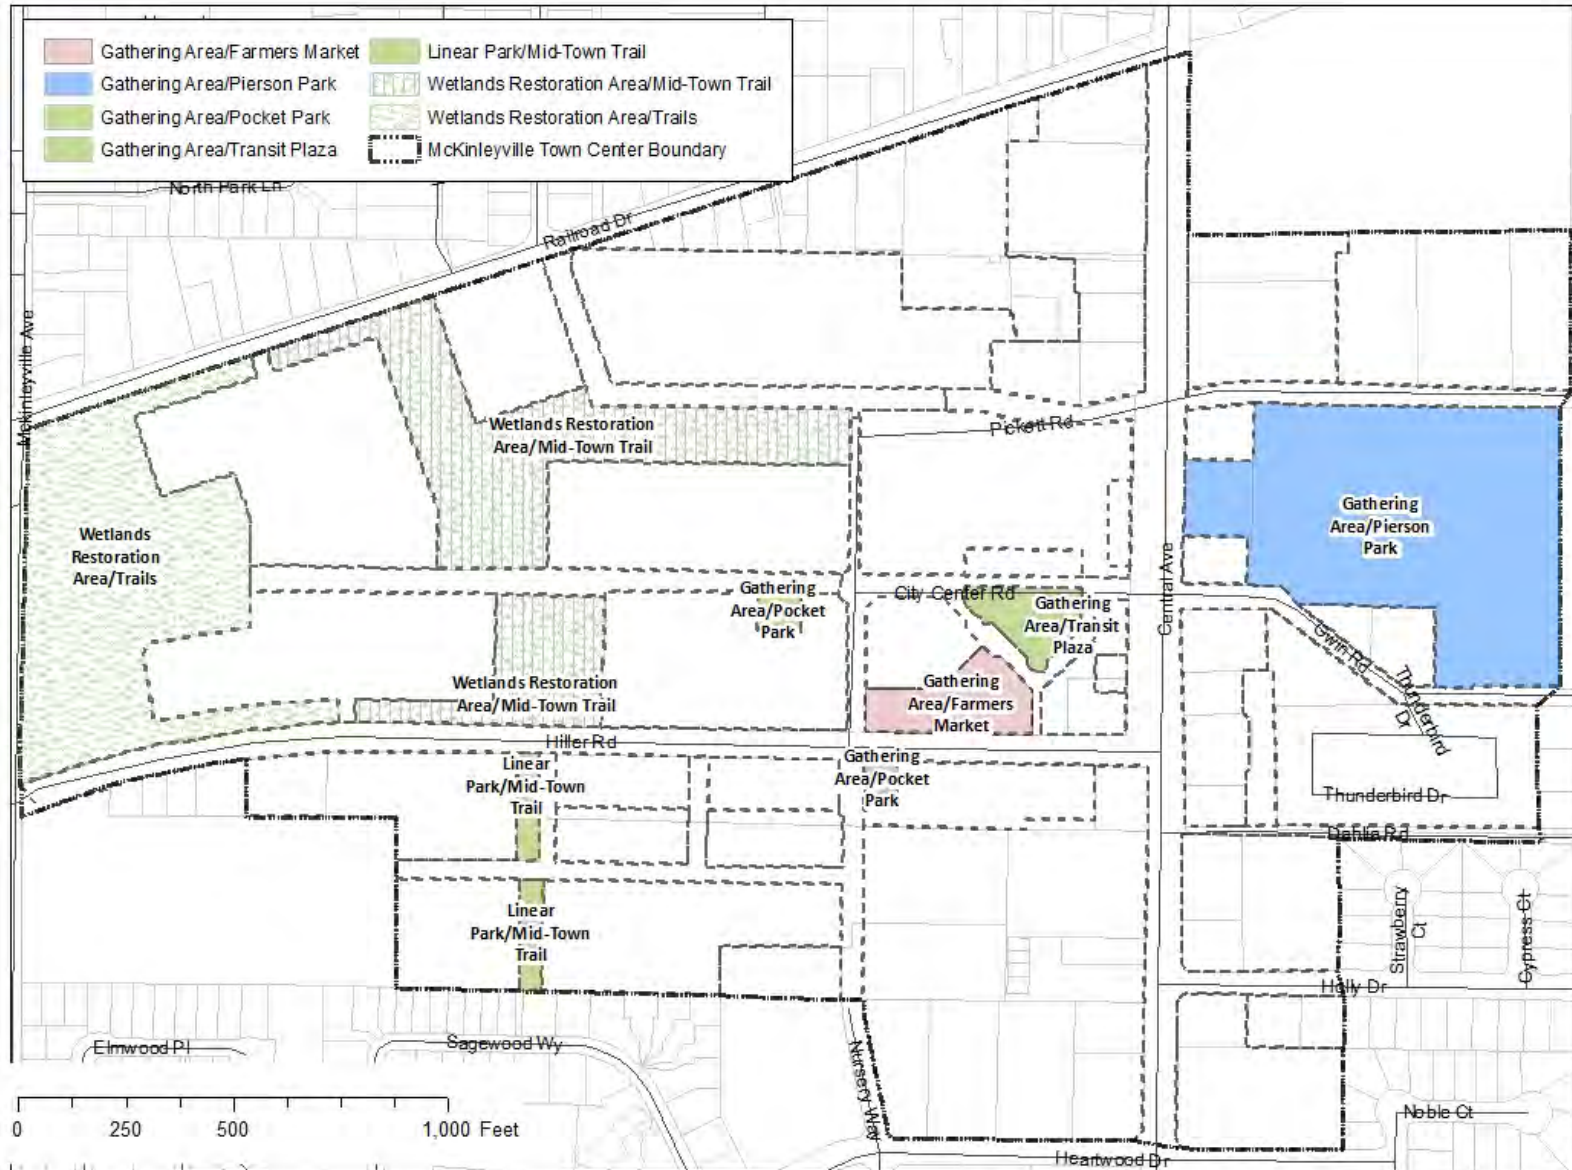 Gathering Area/Farmers Market
Linear Park/Mid-Town Trail
Gathering Area/Pierson Park
Wetlands Restoration Area/Mid-Town Trail
Gathering Area/Pocket Park
Wetlands Restoration Area/Trails
Gathering Area/Transit Plaza
McKinleyville Town Center Boundary
North Park Ln
Railroad Dr
Mckinleyville Ave
Wetlands Restoration
Area/Mid-Town Trail
Pickett Rd
Gathering
Area/Pierson
Park
Wetlands
Restoration
Area/Trails
Central Ave
Gathering
Area/Pocket
Park
City Center Rd
Gathering
Area/Transit
Plaza
Gwin Rd
Thunderbird
Dr
Wetlands Restoration
Area/Mid-Town Trail
Gathering
Area/Farmers
Market
Hiller Rd
Linear
Park/Mid-Town
Trail
Gathering
Area/Pocket
Park
Thunderbird Dr
Dahlia Rd
Linear
Park/Mid-Town
Trail
Strawberry
Ct
Cypress Ct
Holly Dr
Elmwood Pl
Sagewood Wy
Nursery Way
Noble Ct
0 250 500 1,000 Feet
Heartwood Dr